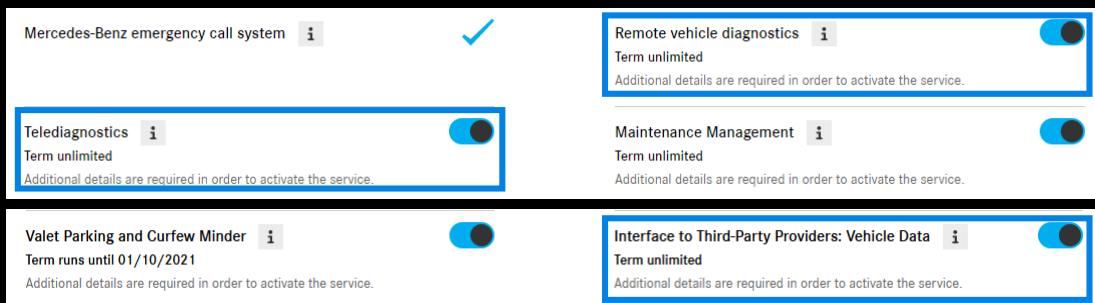 Mercedes-Benz emergency call system i
Remote vehicle diagnostics i
Term unlimited
Additional details are required in order to activate the service.
Telediagnostics i
Term unlimited
Additional details are required in order to activate the service.
Maintenance Management i
Term unlimited
Additional details are required in order to activate the service.
Valet Parking and Curfew Minder i
Term runs until 01/10/2021
Additional details are required in order to activate the service.
Interface to Third-Party Providers: Vehicle Data i
Term unlimited
Additional details are required in order to activate the service.